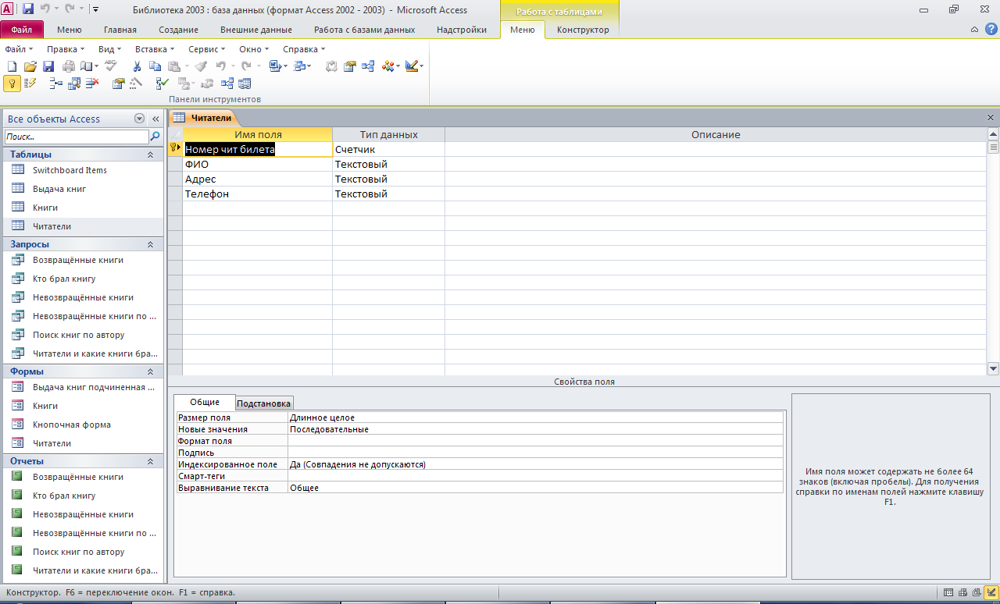 Библиотека 2003 : база данных (формат Access 2002 - 2003) - Microsoft Access
Работа с таблицами
Файл Меню Главная Создание Внешние данные Работа с базами данных Надстройки Меню Конструктор
Файл Правка Вид Вставка Сервис Окно Справка
Панели инструментов
Все объекты Access
Поиск...
Таблицы
Switchboard Items
Выдача книг
Книги
Читатели
Запросы
Возвращённые книги
Кто брал книгу
Невозвращённые книги
Невозвращённые книги по ...
Поиск книг по автору
Читатели и какие книги бра...
Формы
Выдача книг подчиненная ...
Книги
Кнопочная форма
Читатели
Отчеты
Возвращённые книги
Кто брал книгу
Невозвращённые книги
Невозвращённые книги по ...
Поиск книг по автору
Читатели и какие книги бра...
Читатели
Имя поля Тип данных Описание
Номер чит билета Счетчик
ФИО Текстовый
Адрес Текстовый
Телефон Текстовый
Свойства поля
Общие Подстановка
Размер поля Длинное целое
Новые значения Последовательные
Формат поля
Подпись
Индексированное поле Да (Совпадения не допускаются)
Смарт-теги
Выравнивание текста Общее
Имя поля может содержать не более 64
знаков (включая пробелы). Для получения
справки по именам полей нажмите клавишу
F1.
Конструктор. F6 = переключение окон. F1 = справка.